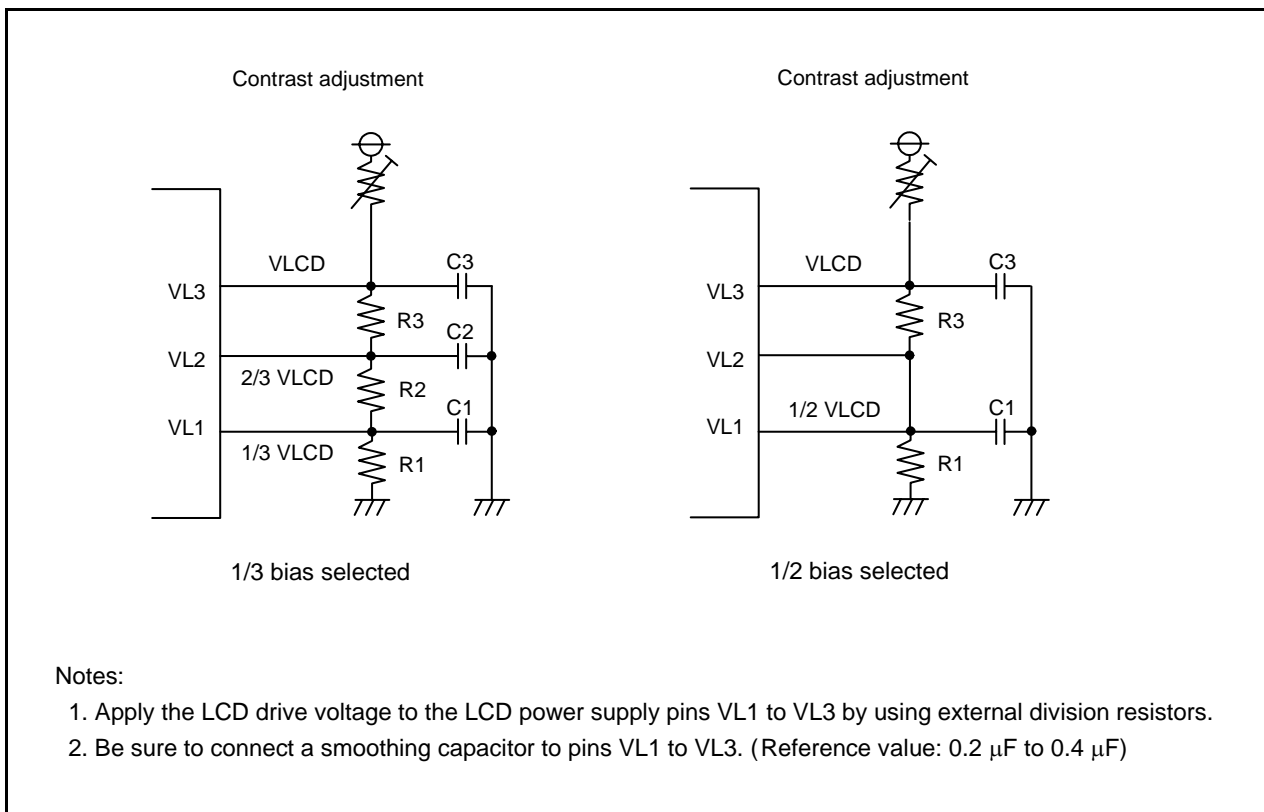 Contrast adjustment
VLCD
C3
VL3
R3
C2
VL2
2/3 VLCD
R2
C1
VL1
1/3 VLCD
R1
1/3 bias selected
Contrast adjustment
VLCD
C3
VL3
R3
VL2
1/2 VLCD
C1
VL1
R1
1/2 bias selected
Notes:
1. Apply the LCD drive voltage to the LCD power supply pins VL1 to VL3 by using external division resistors.
2. Be sure to connect a smoothing capacitor to pins VL1 to VL3. (Reference value: 0.2 μF to 0.4 μF)